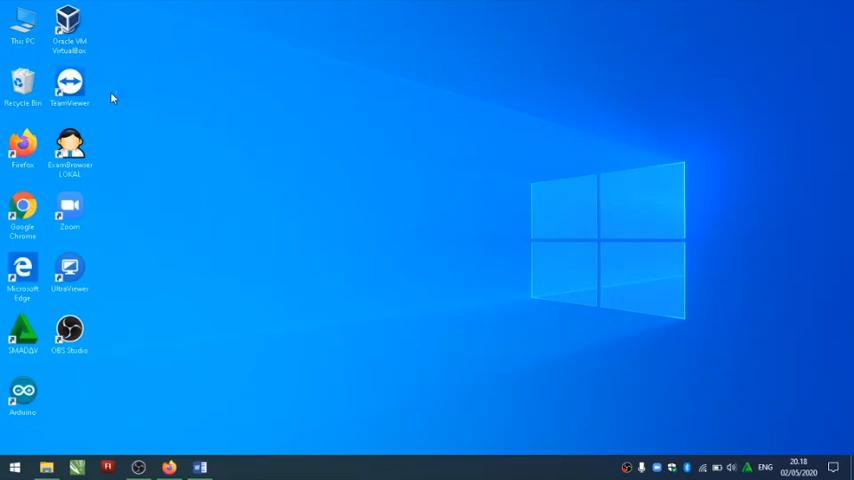 This PC
Oracle VM
VirtualBox
Recycle Bin
TeamViewer
Firefox
ExamBrowser
LOKAL
Google
Chrome
Zoom
Microsoft
Edge
UltraViewer
SMADΔV
OBS Studio
Arduino
ENG
20.18
02/05/2020